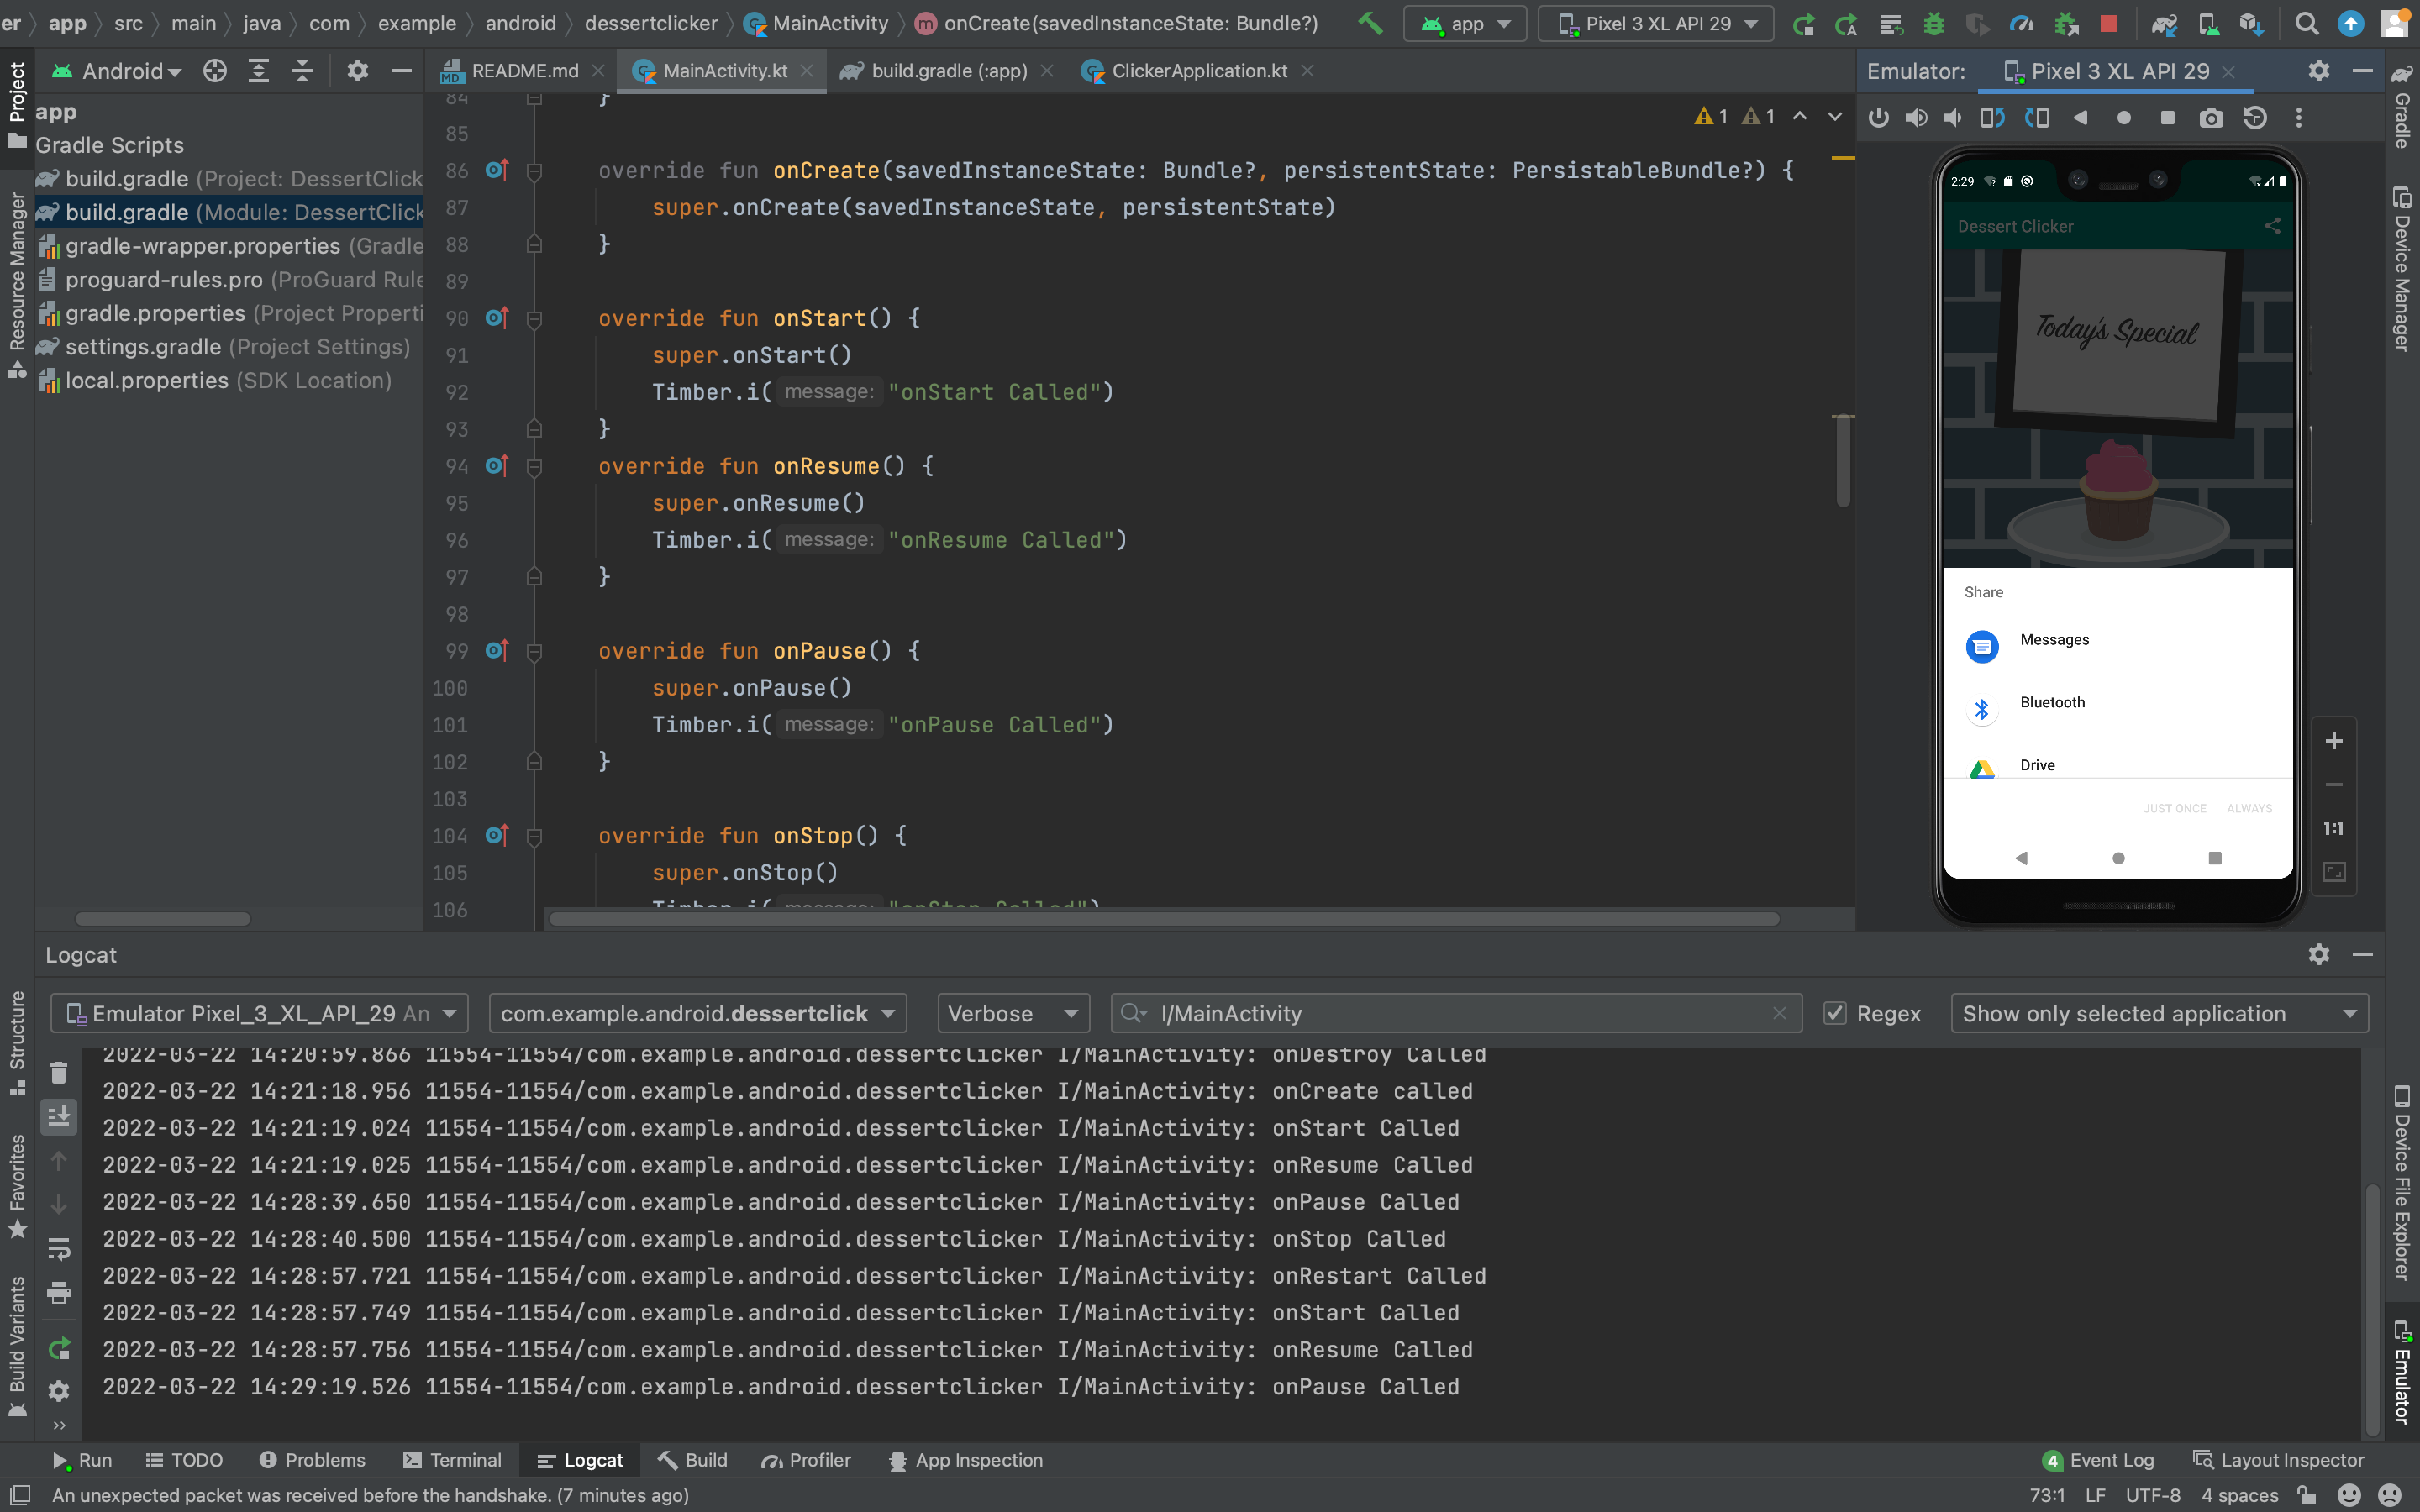 er app src main java com example android dessertclicker MainActivity onCreate(savedInstanceState: Bundle?) app Pixel 3 XL API 29
Android README.md MainActivity.kt build.gradle (:app) ClickerApplication.kt Emulator: Pixel 3 XL API 29
Project
Resource Manager
Structure
Favorites
Build Variants
app
Gradle Scripts
build.gradle (Project: DessertClick
build.gradle (Module: DessertClick
gradle-wrapper.properties (Gradle
proguard-rules.pro (ProGuard Rule
gradle.properties (Project Properti
settings.gradle (Project Settings)
local.properties (SDK Location)
1 1
84 }
85
86 override fun onCreate(savedInstanceState: Bundle?, persistentState: PersistableBundle?) {
87 super.onCreate(savedInstanceState, persistentState)
88 }
89
90 override fun onStart() {
91 super.onStart()
92 Timber.i( message: "onStart Called")
93 }
94 override fun onResume() {
95 super.onResume()
96 Timber.i( message: "onResume Called")
97 }
98
99 override fun onPause() {
100 super.onPause()
101 Timber.i( message: "onPause Called")
102 }
103
104 override fun onStop() {
105 super.onStop()
106 Timber.i( message: "onStop Called")
2:29
Dessert Clicker
Today's Special
Share
Messages
Bluetooth
Drive
JUST ONCE ALWAYS
1:1
Gradle
Device Manager
Device File Explorer
Emulator
Logcat
Emulator Pixel_3_XL_API_29 An com.example.android.dessertclick Verbose I/MainActivity Regex Show only selected application
2022-03-22 14:20:59.866 11554-11554/com.example.android.dessertclicker I/MainActivity: onDestroy Called
2022-03-22 14:21:18.956 11554-11554/com.example.android.dessertclicker I/MainActivity: onCreate called
2022-03-22 14:21:19.024 11554-11554/com.example.android.dessertclicker I/MainActivity: onStart Called
2022-03-22 14:21:19.025 11554-11554/com.example.android.dessertclicker I/MainActivity: onResume Called
2022-03-22 14:28:39.650 11554-11554/com.example.android.dessertclicker I/MainActivity: onPause Called
2022-03-22 14:28:40.500 11554-11554/com.example.android.dessertclicker I/MainActivity: onStop Called
2022-03-22 14:28:57.721 11554-11554/com.example.android.dessertclicker I/MainActivity: onRestart Called
2022-03-22 14:28:57.749 11554-11554/com.example.android.dessertclicker I/MainActivity: onStart Called
2022-03-22 14:28:57.756 11554-11554/com.example.android.dessertclicker I/MainActivity: onResume Called
2022-03-22 14:29:19.526 11554-11554/com.example.android.dessertclicker I/MainActivity: onPause Called
Run TODO Problems Terminal Logcat Build Profiler App Inspection 4 Event Log Layout Inspector
An unexpected packet was received before the handshake. (7 minutes ago) 73:1 LF UTF-8 4 spaces